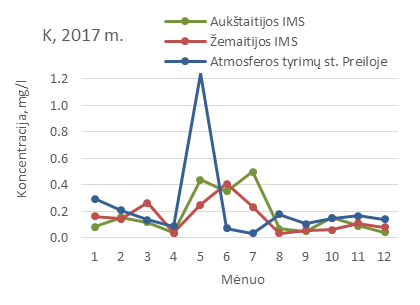 K, 2017 m.
Aukštaitijos IMS
Žemaitijos IMS
Atmosferos tyrimų st. Preiloje
Koncentracija, mg/l
1.2
1.0
0.8
0.6
0.4
0.2
0.0
1 2 3 4 5 6 7 8 9 10 11 12
Mėnuo